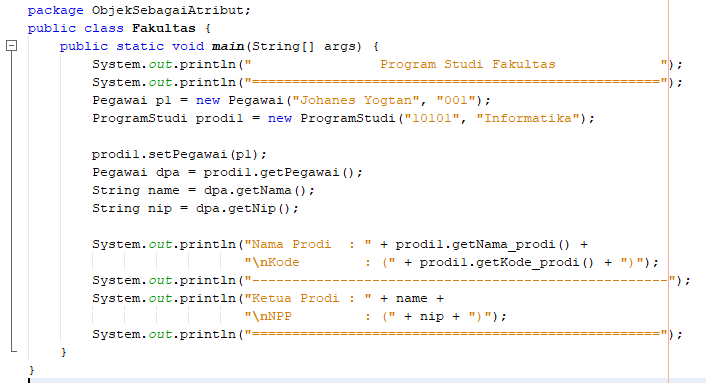 package ObjekSebagaiAtribut;
public class Fakultas {
    public static void main(String[] args) {
        System.out.println("                Program Studi Fakultas             ");
        System.out.println("===================================================");
        Pegawai p1 = new Pegawai("Johanes Yogtan", "001");
        ProgramStudi prodi1 = new ProgramStudi("10101", "Informatika");

        prodi1.setPegawai(p1);
        Pegawai dpa = prodi1.getPegawai();
        String name = dpa.getNama();
        String nip = dpa.getNip();

        System.out.println("Nama Prodi  : " + prodi1.getNama_prodi() +
                           "\nKode        : (" + prodi1.getKode_prodi() + ")");
        System.out.println("----------------------------------------------------");
        System.out.println("Ketua Prodi : " + name +
                           "\nNPP         : (" + nip + ")");
        System.out.println("===================================================");
    }
}